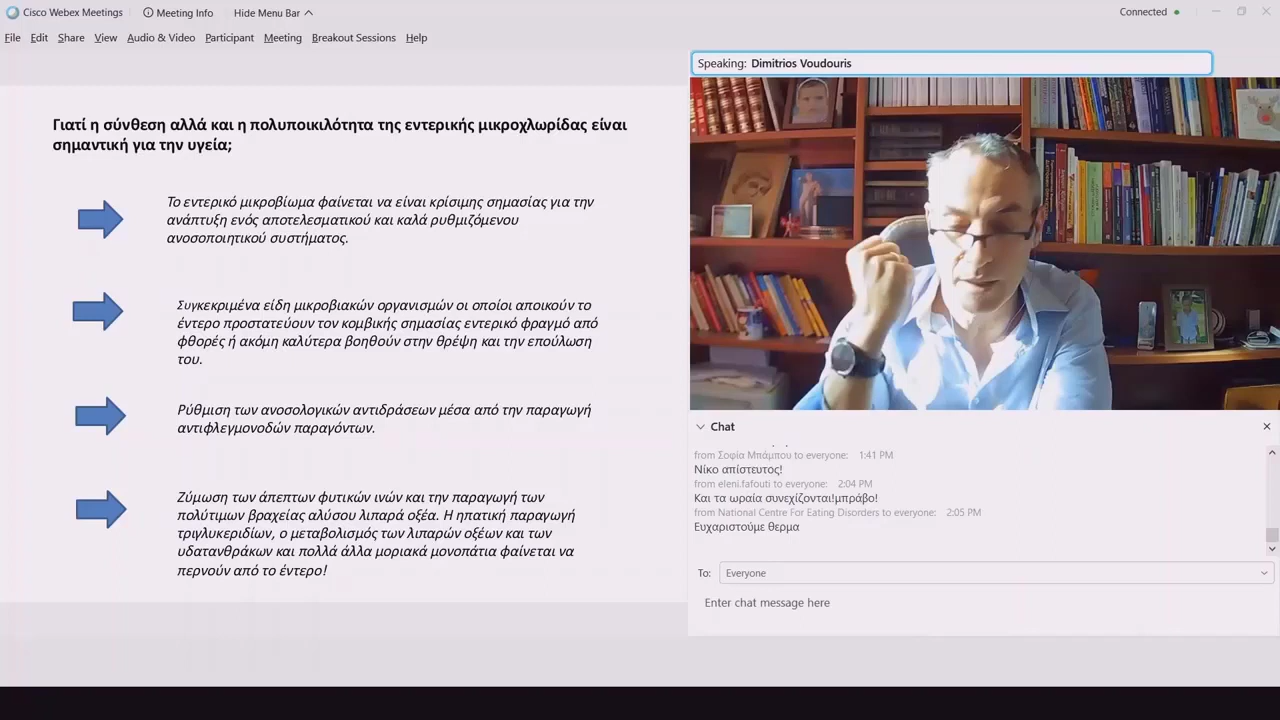 Cisco Webex Meetings
Meeting Info
Hide Menu Bar
Connected
File Edit Share View Audio & Video Participant Meeting Breakout Sessions Help
Speaking: Dimitrios Voudouris
Γιατί η σύνθεση αλλά και η πολυποικιλότητα της εντερικής μικροχλωρίδας είναι
σημαντική για την υγεία;
Το εντερικό μικροβίωμα φαίνεται να είναι κρίσιμης σημασίας για την
ανάπτυξη ενός αποτελεσματικού και καλά ρυθμιζόμενου
ανοσοποιητικού συστήματος.
Συγκεκριμένα είδη μικροβιακών οργανισμών οι οποίοι αποικούν το
έντερο προστατεύουν τον κομβικής σημασίας εντερικό φραγμό από
φθορές ή ακόμη καλύτερα βοηθούν στην θρέψη και την επούλωση
του.
Ρύθμιση των ανοσολογικών αντιδράσεων μέσα από την παραγωγή
αντιφλεγμονοδών παραγόντων.
Ζύμωση των άπεπτων φυτικών ινών και την παραγωγή των
πολύτιμων βραχείας αλύσου λιπαρά οξέα. Η ηπατική παραγωγή
τριγλυκεριδίων, ο μεταβολισμός των λιπαρών οξέων και των
υδατανθράκων και πολλά άλλα μοριακά μονοπάτια φαίνεται να
περνούν από το έντερο!
Chat
from Σοφία Μπάμπου to everyone: 1:41 PM
Νίκο απίστευτος!
from eleni.fafouti to everyone: 2:04 PM
Και τα ωραία συνεχίζονται!μπράβο!
from National Centre For Eating Disorders to everyone: 2:05 PM
Ευχαριστούμε θερμα
To: Everyone
Enter chat message here